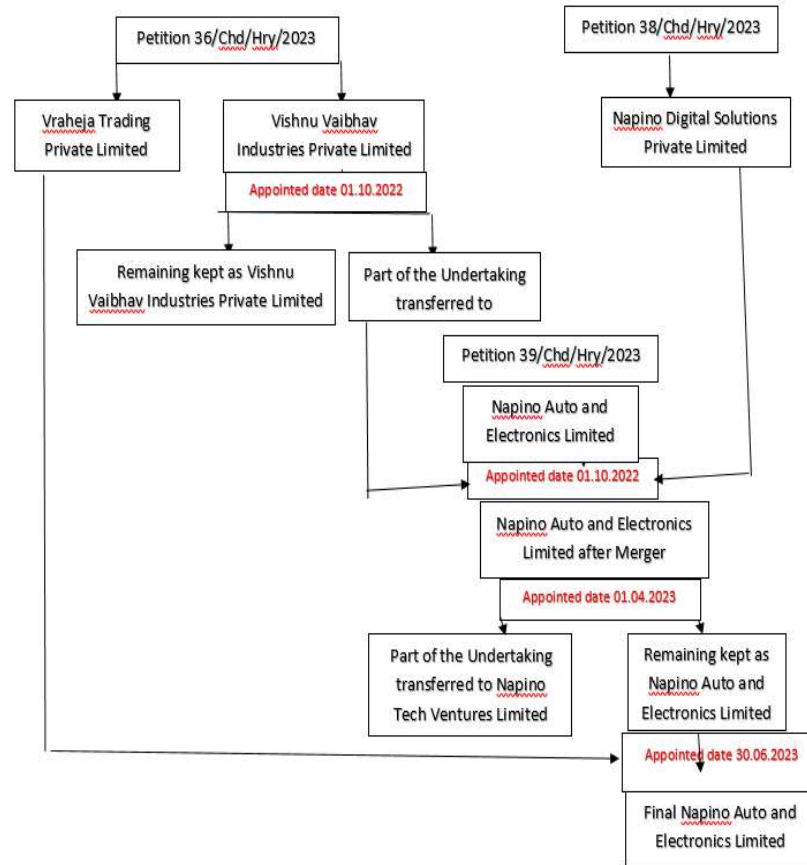 Petition 36/Chd/Hry/2023
Petition 38/Chd/Hry/2023
Vraheja Trading
Private Limited
Vishnu Vaibhav
Industries Private Limited
Napino Digital Solutions
Private Limited
Appointed date 01.10.2022
Remaining kept as Vishnu
Vaibhav Industries Private Limited
Part of the Undertaking
transferred to
Petition 39/Chd/Hry/2023
Napino Auto and
Electronics Limited
Appointed date 01.10.2022
Napino Auto and Electronics
Limited after Merger
Appointed date 01.04.2023
Part of the Undertaking
transferred to Napino
Tech Ventures Limited
Remaining kept as
Napino Auto and
Electronics Limited
Appointed date 30.06.2023
Final Napino Auto and
Electronics Limited